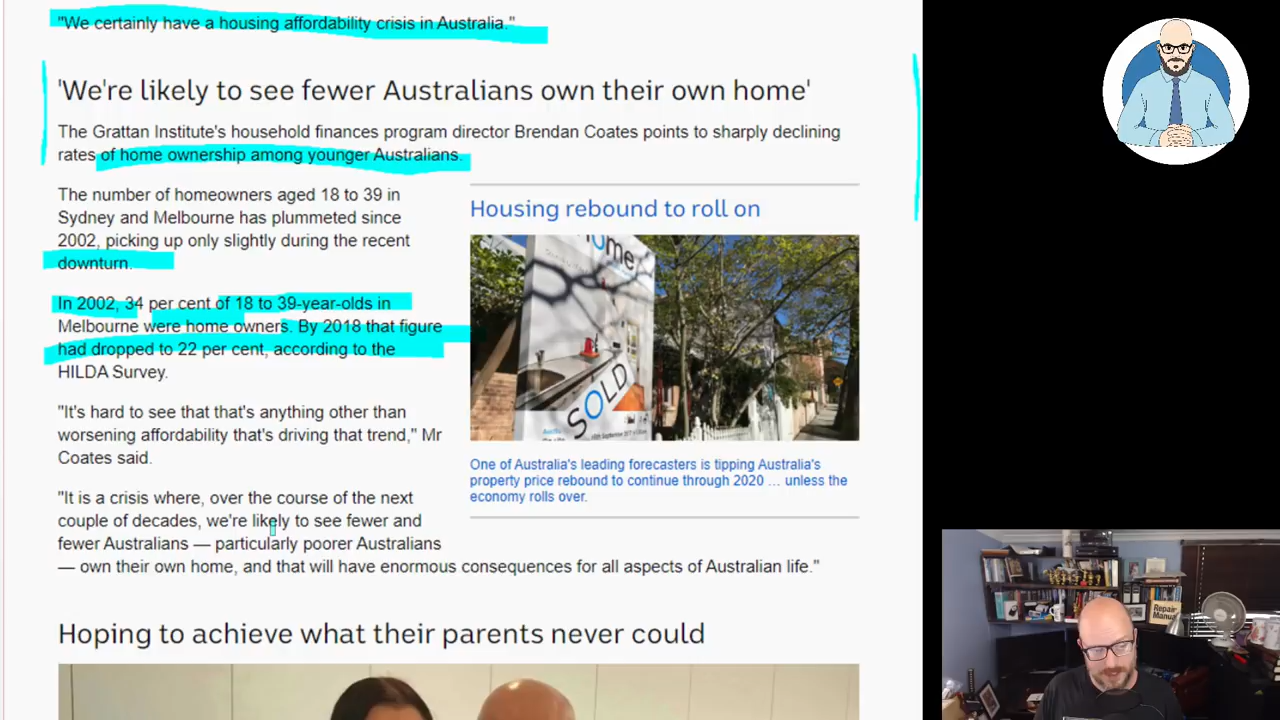 "We certainly have a housing affordability crisis in Australia."
'We're likely to see fewer Australians own their own home'
The Grattan Institute's household finances program director Brendan Coates points to sharply declining
rates of home ownership among younger Australians.
The number of homeowners aged 18 to 39 in
Sydney and Melbourne has plummeted since
2002, picking up only slightly during the recent
downturn.
In 2002, 34 per cent of 18 to 39-year-olds in
Melbourne were home owners. By 2018 that figure
had dropped to 22 per cent, according to the
HILDA Survey.
"It's hard to see that that's anything other than
worsening affordability that's driving that trend," Mr
Coates said.
"It is a crisis where, over the course of the next
couple of decades, we're likely to see fewer and
fewer Australians — particularly poorer Australians
— own their own home, and that will have enormous consequences for all aspects of Australian life."
Housing rebound to roll on
SOLD
One of Australia's leading forecasters is tipping Australia's
property price rebound to continue through 2020 ... unless the
economy rolls over.
Hoping to achieve what their parents never could
Repair
Manual